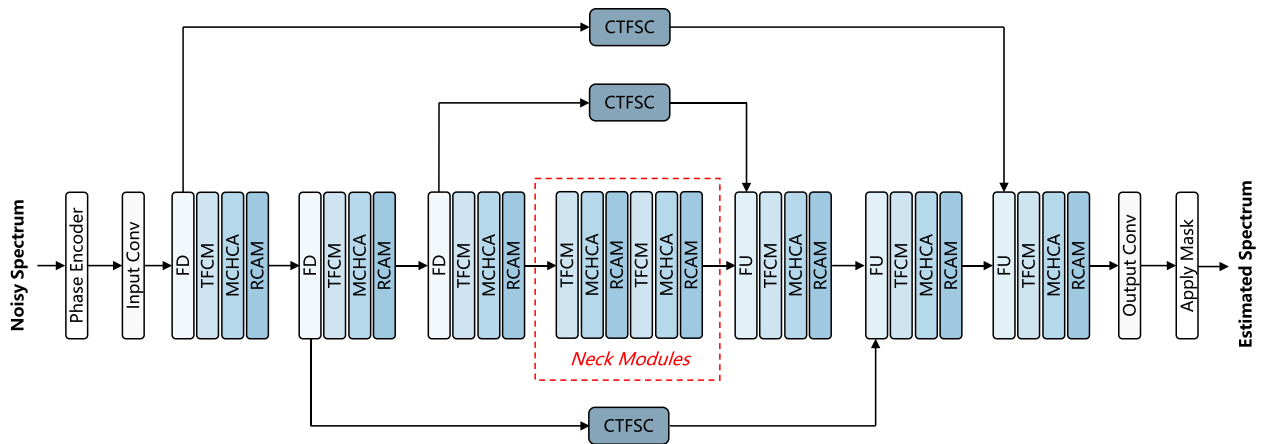 CTFSC
CTFSC
Noisy Spectrum
Phase Encoder
Input Conv
FD
TFCM
MCHCA
RCAM
FD
TFCM
MCHCA
RCAM
FD
TFCM
MCHCA
RCAM
TFCM
MCHCA
RCAM
TFCM
MCHCA
RCAM
Neck Modules
FU
TFCM
MCHCA
RCAM
FU
TFCM
MCHCA
RCAM
FU
TFCM
MCHCA
RCAM
Output Conv
Apply Mask
Estimated Spectrum
CTFSC